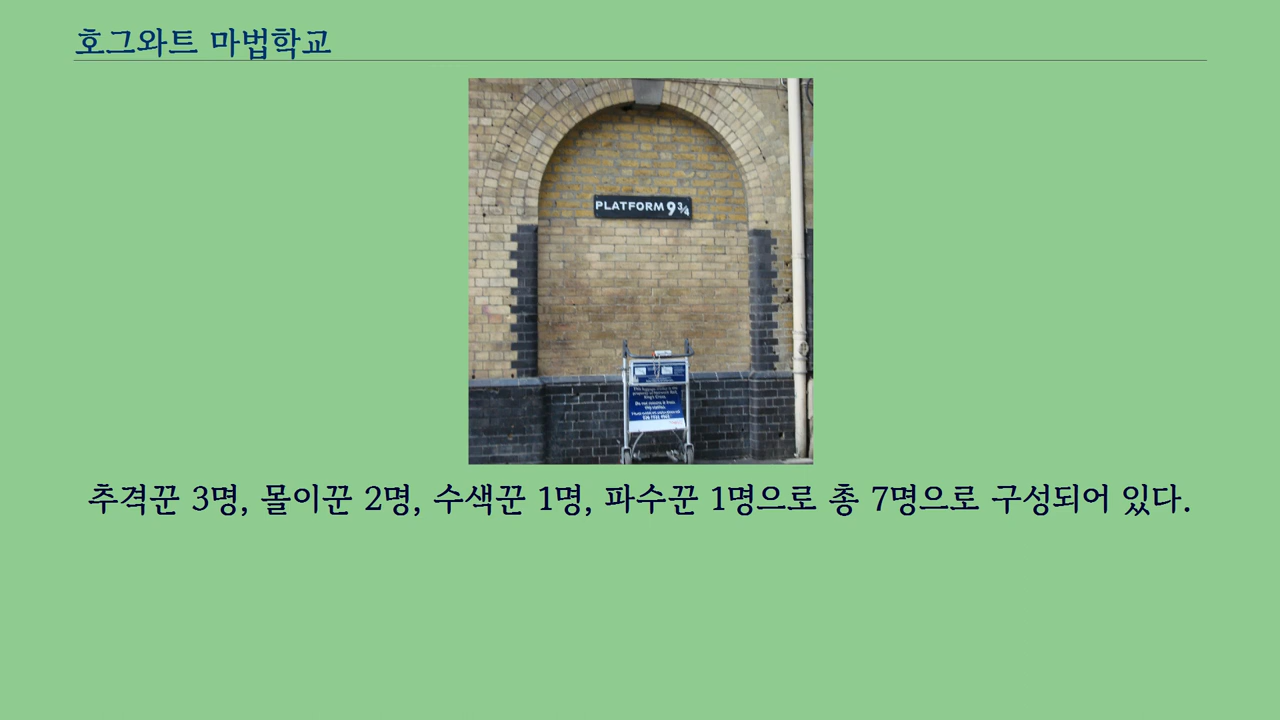 호그와트 마법학교
PLATFORM 9¾
추격꾼 3명, 몰이꾼 2명, 수색꾼 1명, 파수꾼 1명으로 총 7명으로 구성되어 있다.